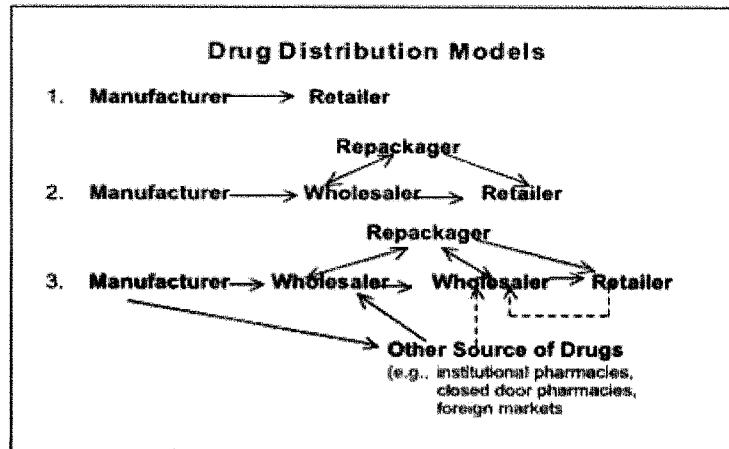 Drug Distribution Models
1. Manufacturer Retailer
Repackager
2. Manufacturer Wholesaler Retailer
Repackager
3. Manufacturer Wholesaler Wholesaler Retailer
Other Source of Drugs
(e.g., institutional pharmacies,
closed door pharmacies,
foreign markets